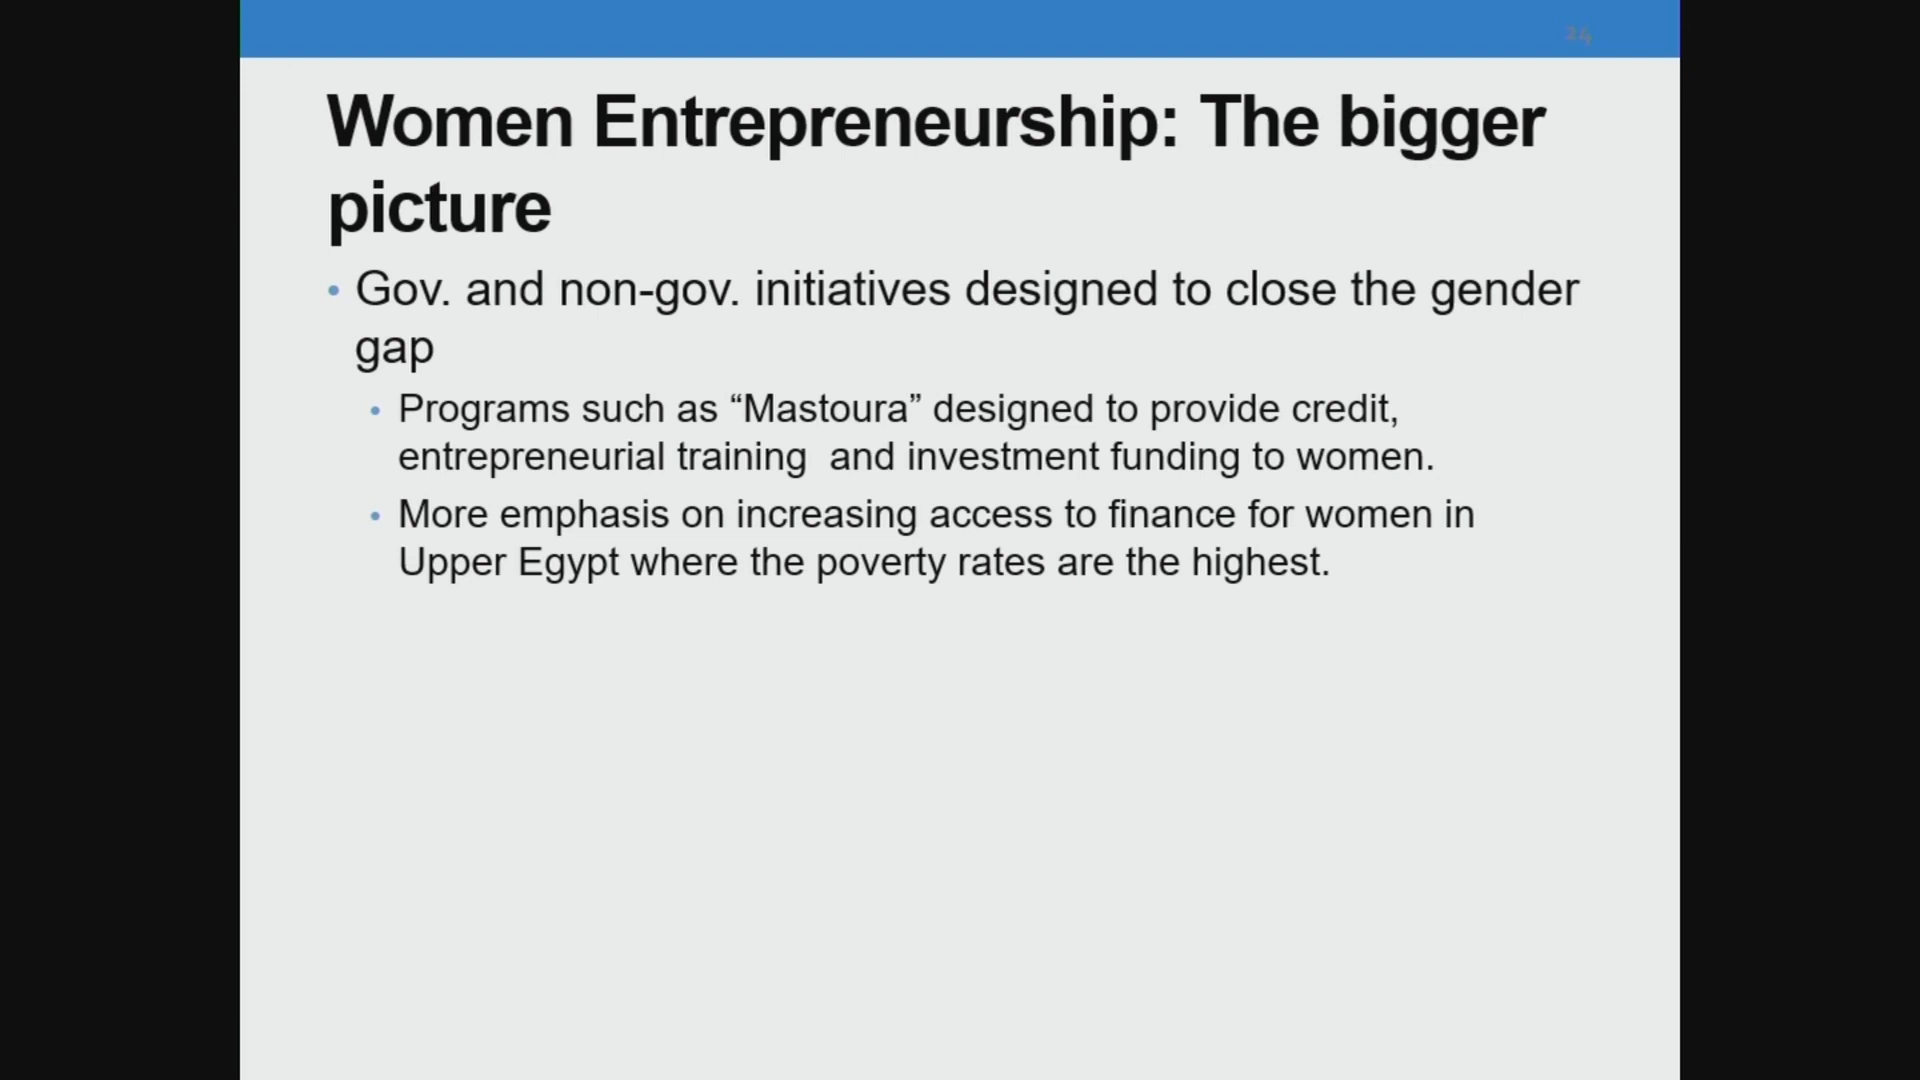 24
Women Entrepreneurship: The bigger
picture
• Gov. and non-gov. initiatives designed to close the gender
gap
• Programs such as “Mastoura” designed to provide credit,
entrepreneurial training  and investment funding to women.
• More emphasis on increasing access to finance for women in
Upper Egypt where the poverty rates are the highest.